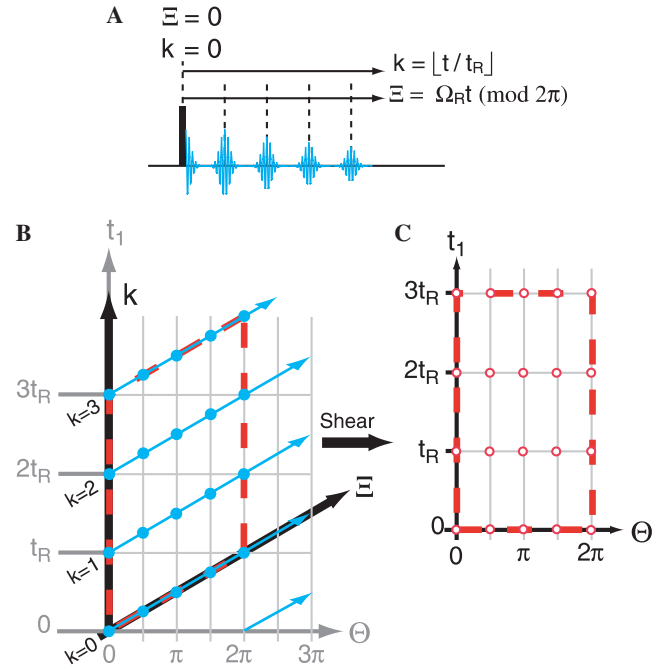 A
Ξ = 0
k = 0
k = ⌊t / tR⌋
Ξ = ΩRt (mod 2π)
B
t1
k
3tR
k=3
2tR
k=2
tR
k=1
0
k=0
π
2π
3π
Θ
Ξ
Shear
C
t1
3tR
2tR
tR
0
0
π
2π
Θ